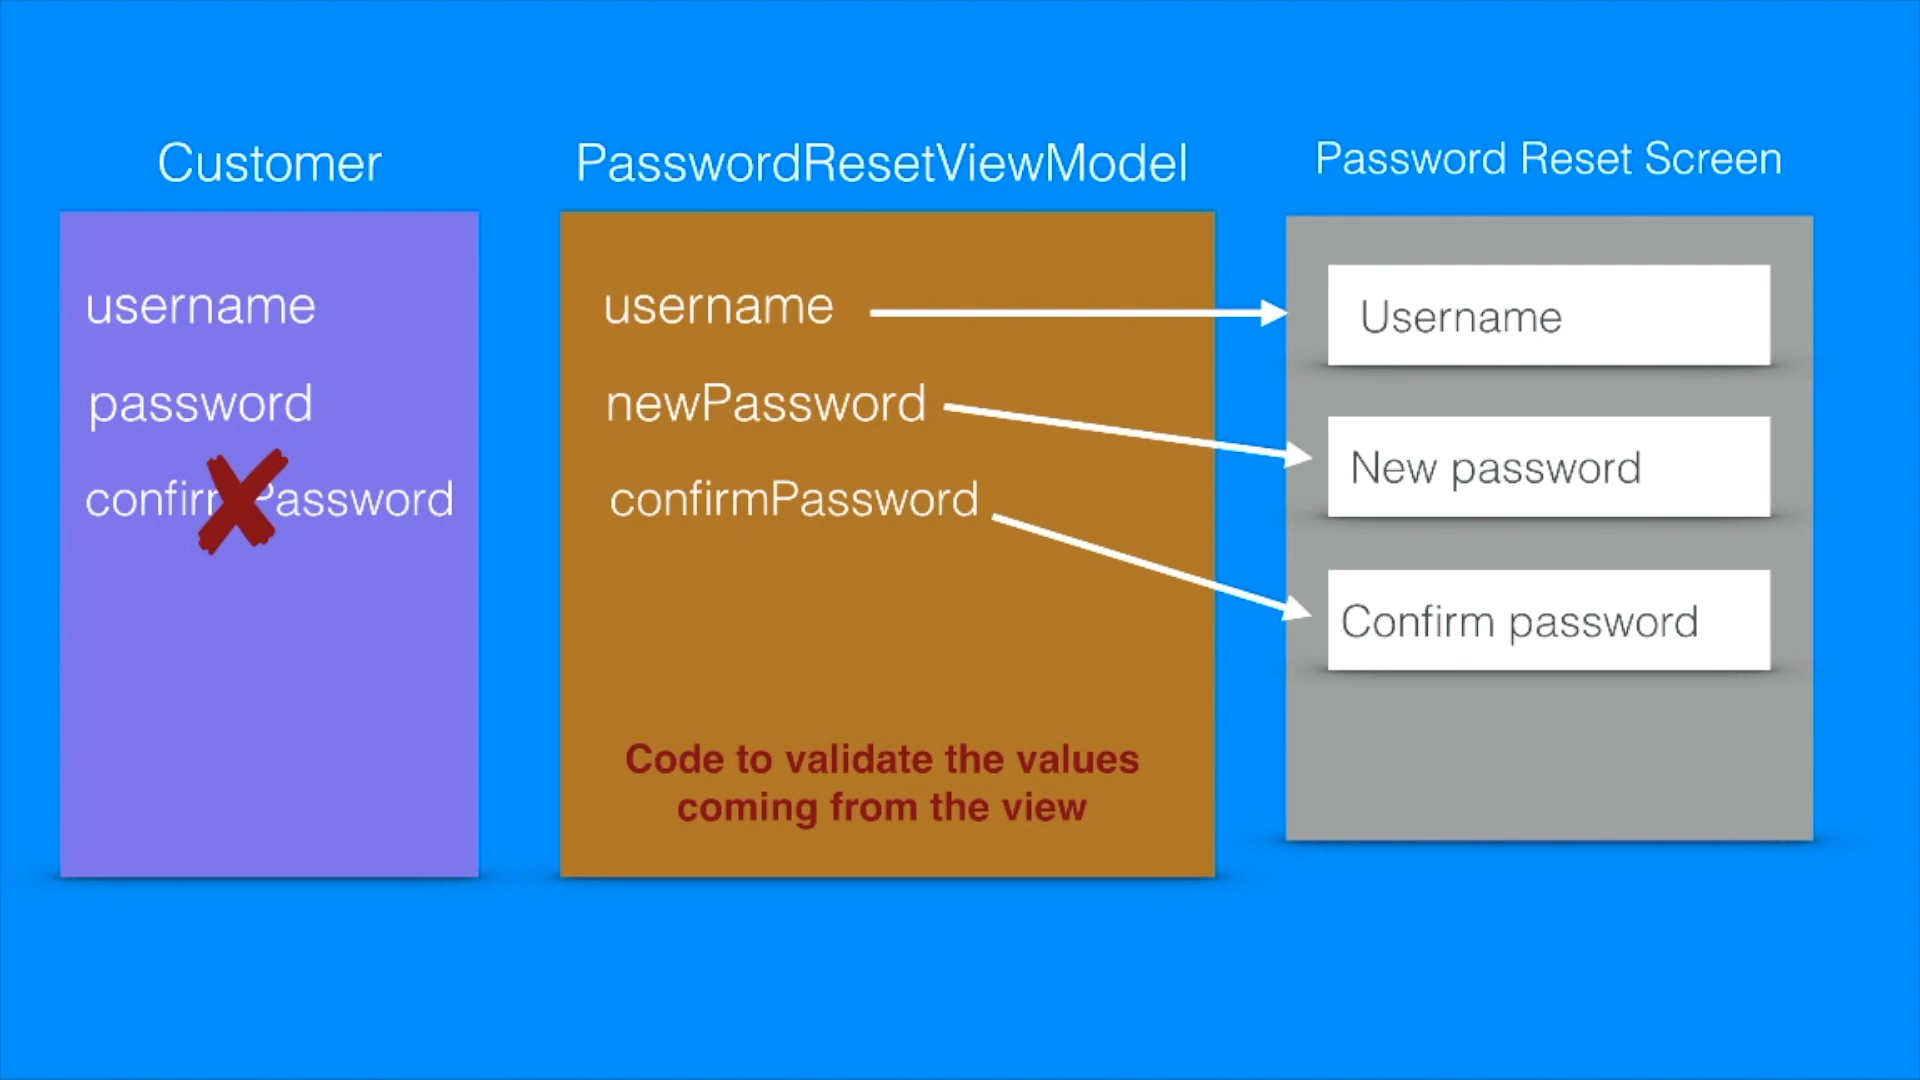 Customer
username
password
confirmPassword
PasswordResetViewModel
username
newPassword
confirmPassword
Code to validate the values
coming from the view
Password Reset Screen
Username
New password
Confirm password